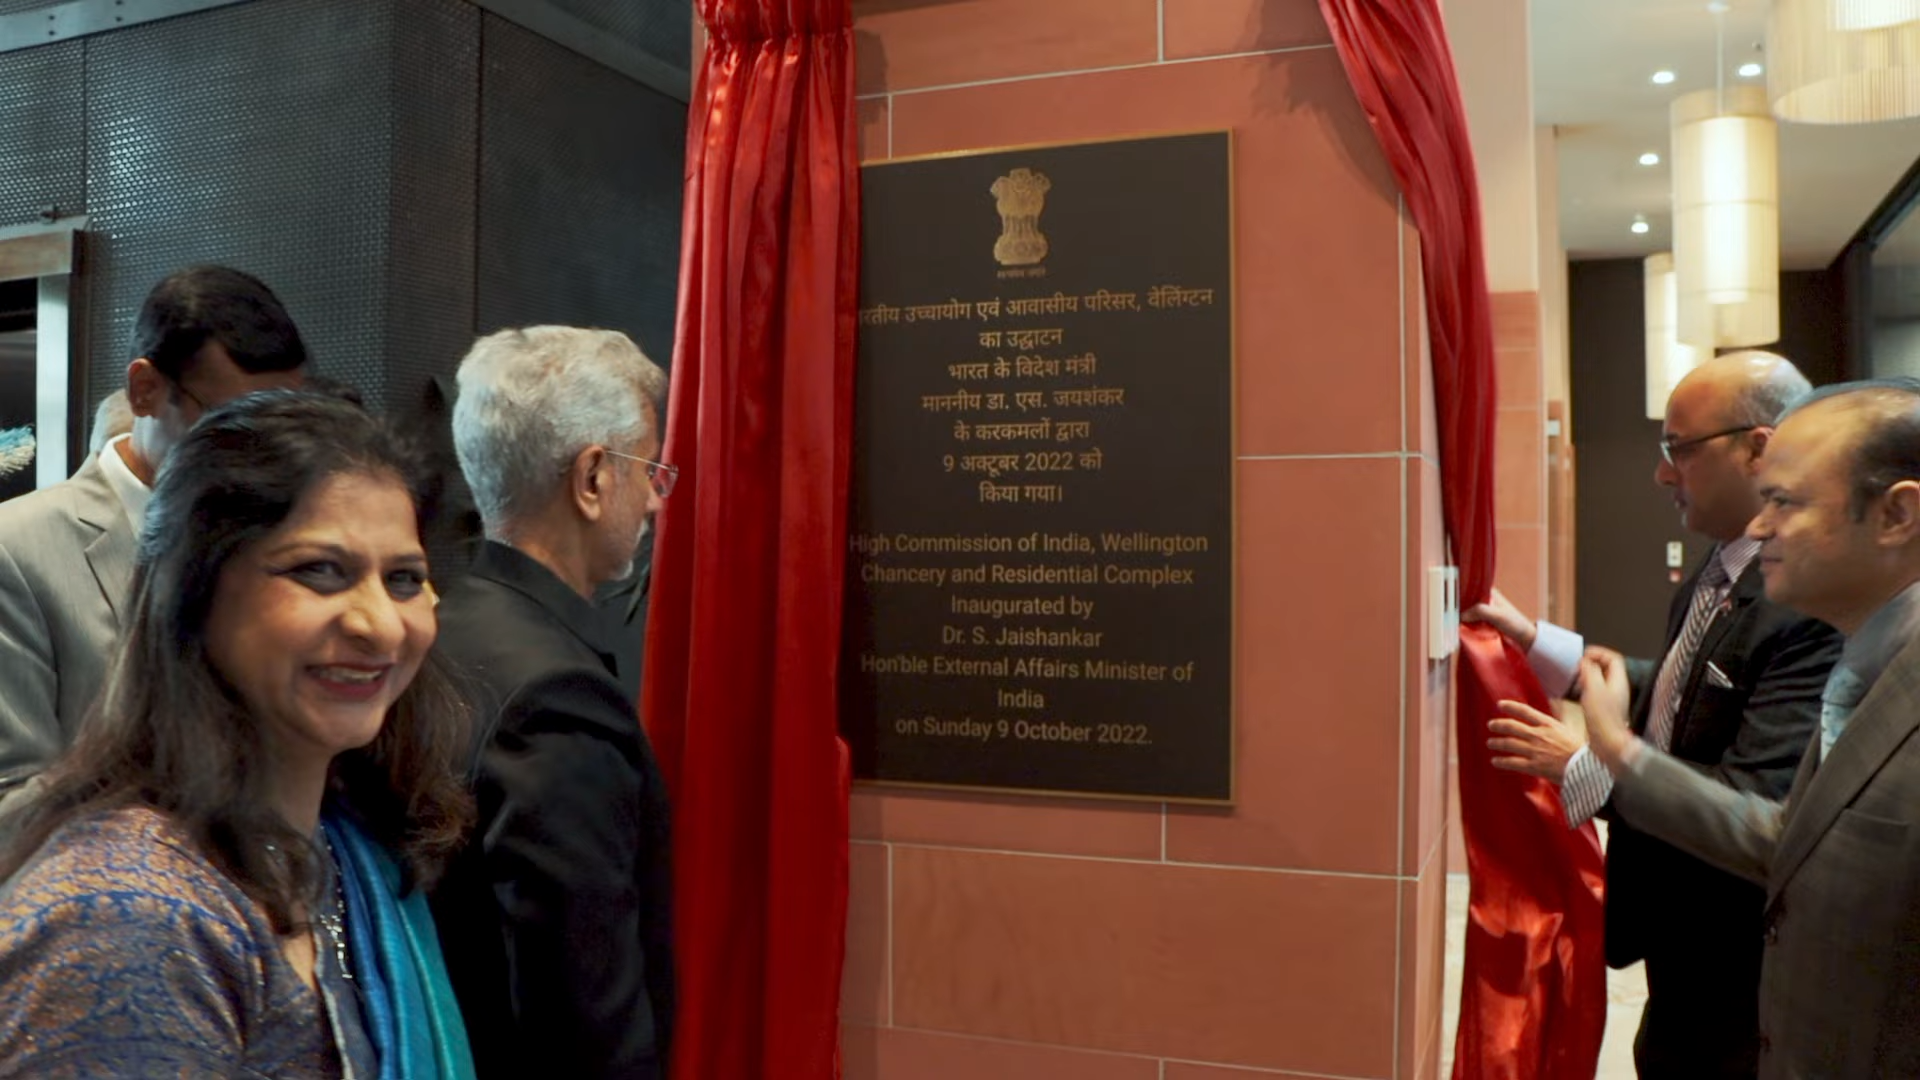 उच्चायोग एवं आवासीय परिसर, वेलिंग्टन
का उद्घाटन
भारत के विदेश मंत्री
माननीय डा. एस. जयशंकर
के करकमलों द्वारा
9 अक्टूबर 2022 को
किया गया।
High Commission of India, Wellington
Chancery and Residential Complex
Inaugurated by
Dr. S. Jaishankar
Hon'ble External Affairs Minister of
India
on Sunday 9 October 2022.